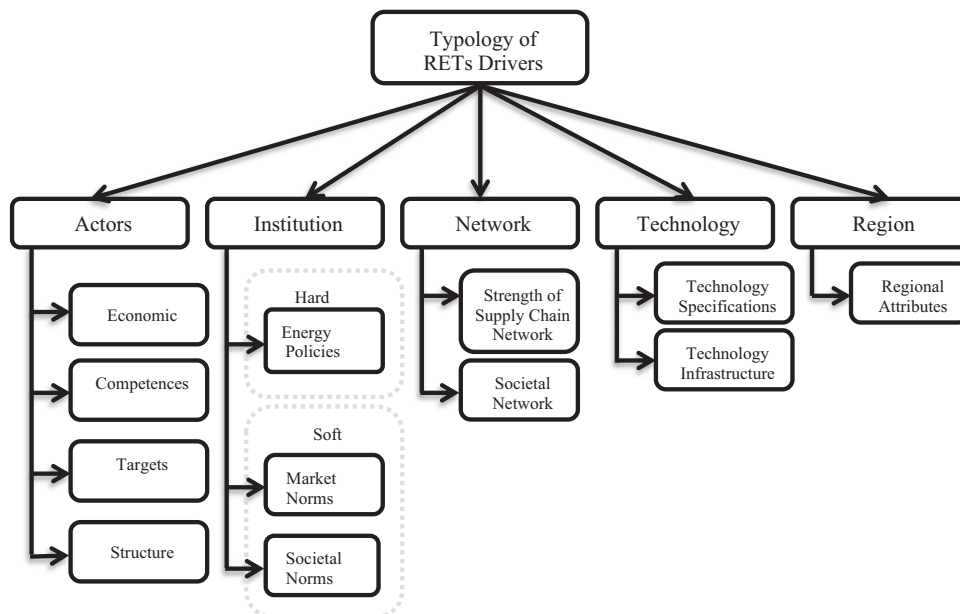 Typology of
RETs Drivers
Actors
Institution
Network
Technology
Region
Economic
Competences
Targets
Structure
Hard
Energy
Policies
Soft
Market
Norms
Societal
Norms
Strength of
Supply Chain
Network
Societal
Network
Technology
Specifications
Technology
Infrastructure
Regional
Attributes